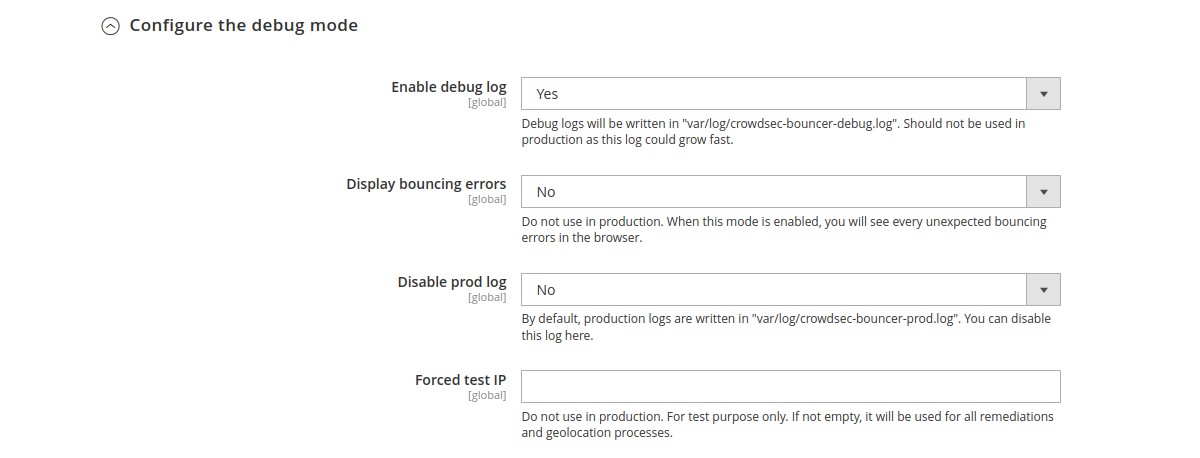 Configure the debug mode
Enable debug log
[global]
Yes
Debug logs will be written in "var/log/crowdsec-bouncer-debug.log". Should not be used in
production as this log could grow fast.
Display bouncing errors
[global]
No
Do not use in production. When this mode is enabled, you will see every unexpected bouncing
errors in the browser.
Disable prod log
[global]
No
By default, production logs are written in "var/log/crowdsec-bouncer-prod.log". You can disable
this log here.
Forced test IP
[global]
Do not use in production. For test purpose only. If not empty, it will be used for all remediations
and geolocation processes.